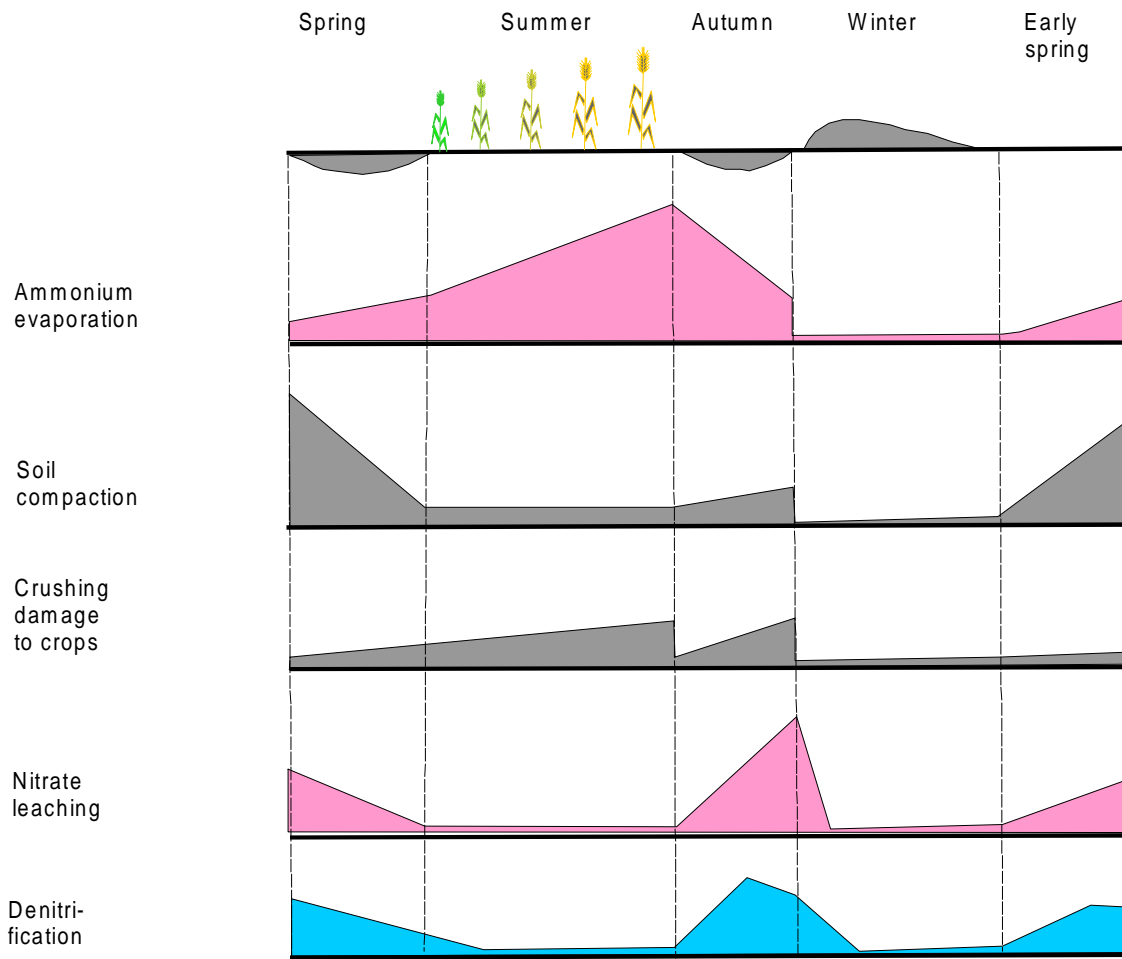 Spring
Summer
Autumn
Winter
Early
spring
Ammonium
evaporation
Soil
compaction
Crushing
damage
to crops
Nitrate
leaching
Denitri-
fication